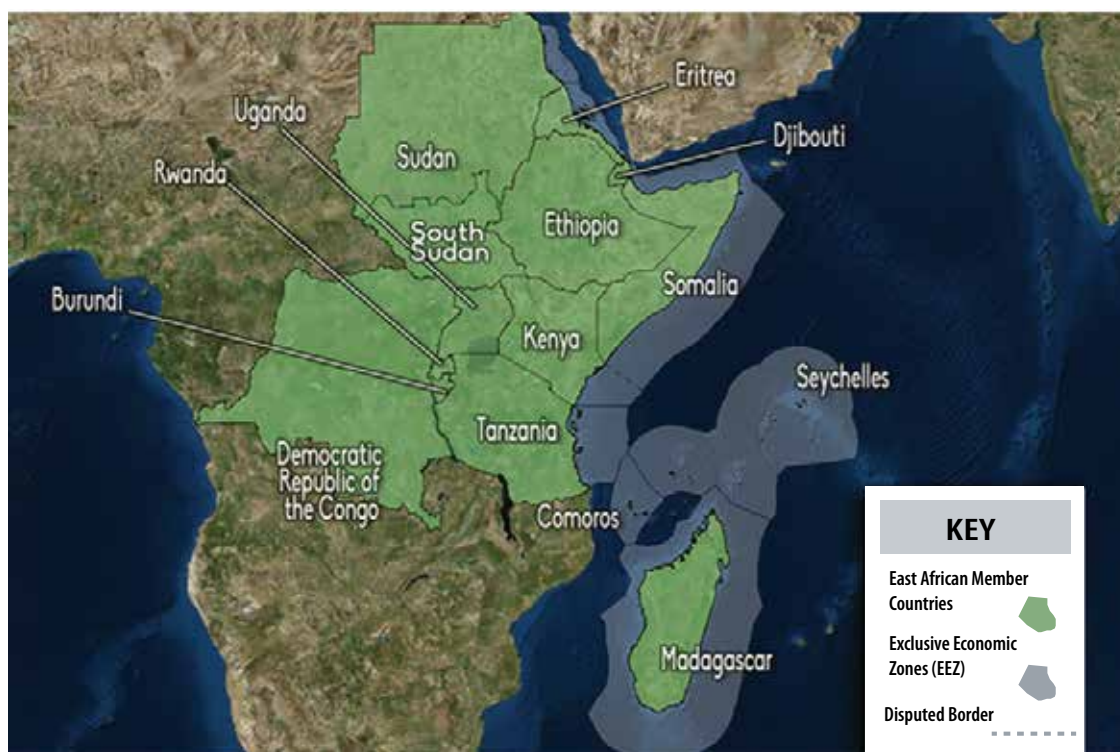 Eritrea
Uganda
Djibouti
Sudan
Rwanda
Ethiopia
South
Sudan
Somalia
Burundi
Kenya
Seychelles
Tanzania
Democratic
Republic of
the Congo
Comoros
Madagascar
KEY
East African Member
Countries
Exclusive Economic
Zones (EEZ)
Disputed Border